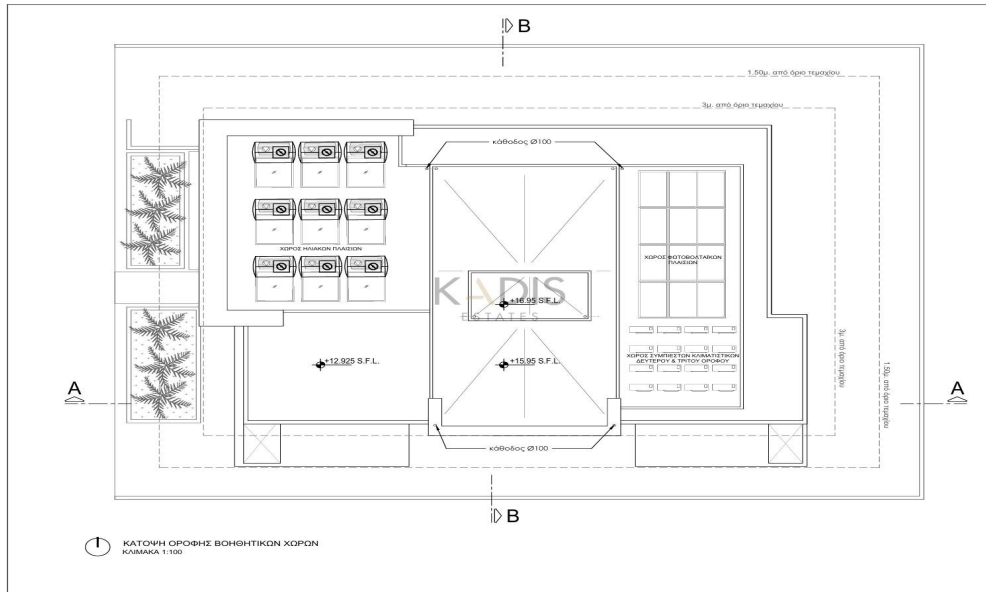 B
1.50μ. από όριο τεμαχίου
3μ. από όριο τεμαχίου
κάθοδος Ø100
ΧΩΡΟΣ ΗΛΙΑΚΩΝ ΠΛΑΙΣΙΩΝ
ΧΩΡΟΣ ΦΩΤΟΒΟΛΤΑΪΚΩΝ
ΠΛΑΙΣΙΩΝ
KADIS
ESTATES
+16.95 S.F.L.
+12.925 S.F.L.
+15.95 S.F.L.
ΧΩΡΟΣ ΣΥΜΠΙΕΣΤΩΝ ΚΛΙΜΑΤΙΣΤΙΚΩΝ
ΔΕΥΤΕΡΟΥ & ΤΡΙΤΟΥ ΟΡΟΦΟΥ
3μ. από όριο τεμαχίου
1.50μ. από όριο τεμαχίου
A
A
κάθοδος Ø100
B
ΚΑΤΟΨΗ ΟΡΟΦΗΣ ΒΟΗΘΗΤΙΚΩΝ ΧΩΡΩΝ
ΚΛΙΜΑΚΑ 1:100